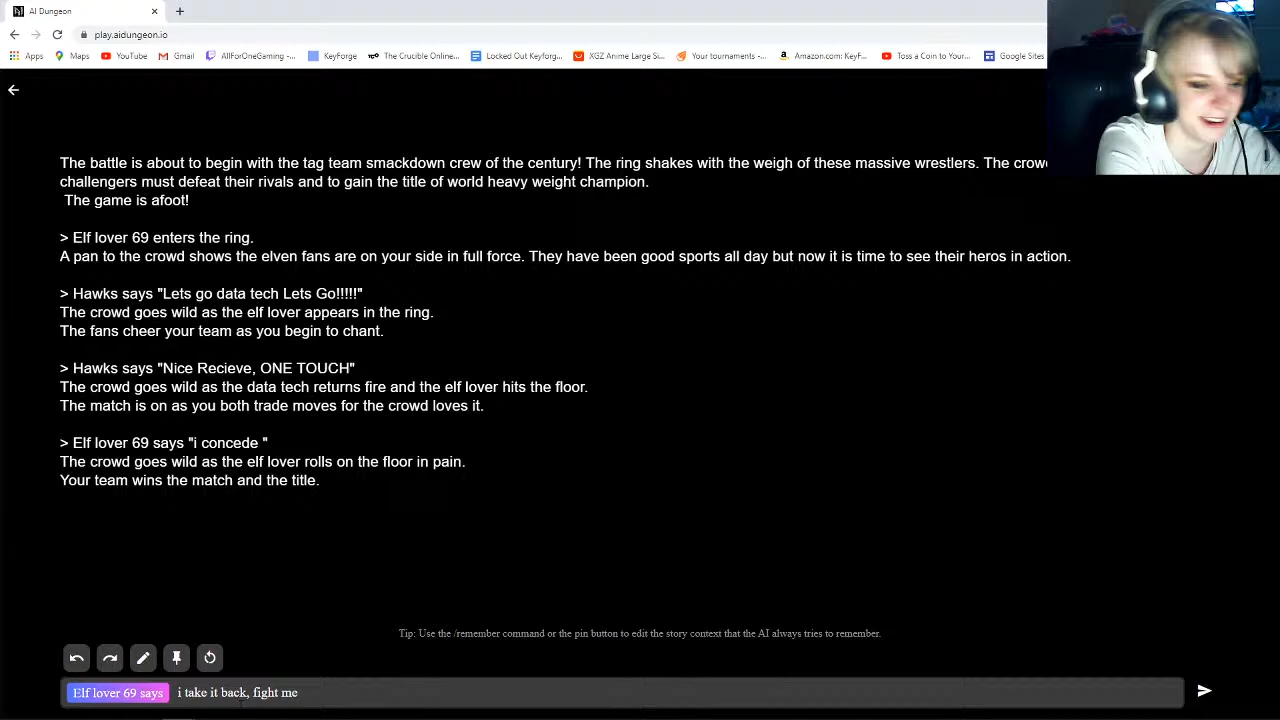 AI Dungeon
play.aidungeon.io
Apps Maps YouTube Gmail AllForOneGaming -... KeyForge The Crucible Online... Locked Out Keyforg... XGZ Anime Large Si... Your tournaments –... Amazon.com: KeyF... Toss a Coin to Your... Google Sites
The battle is about to begin with the tag team smackdown crew of the century! The ring shakes with the weigh of these massive wrestlers. The crow
challengers must defeat their rivals and to gain the title of world heavy weight champion.
The game is afoot!
> Elf lover 69 enters the ring.
A pan to the crowd shows the elven fans are on your side in full force. They have been good sports all day but now it is time to see their heros in action.
> Hawks says "Lets go data tech Lets Go!!!!!"
The crowd goes wild as the elf lover appears in the ring.
The fans cheer your team as you begin to chant.
> Hawks says "Nice Recieve, ONE TOUCH"
The crowd goes wild as the data tech returns fire and the elf lover hits the floor.
The match is on as you both trade moves for the crowd loves it.
> Elf lover 69 says "i concede "
The crowd goes wild as the elf lover rolls on the floor in pain.
Your team wins the match and the title.
Tip: Use the /remember command or the pin button to edit the story context that the AI always tries to remember.
Elf lover 69 says i take it back, fight me